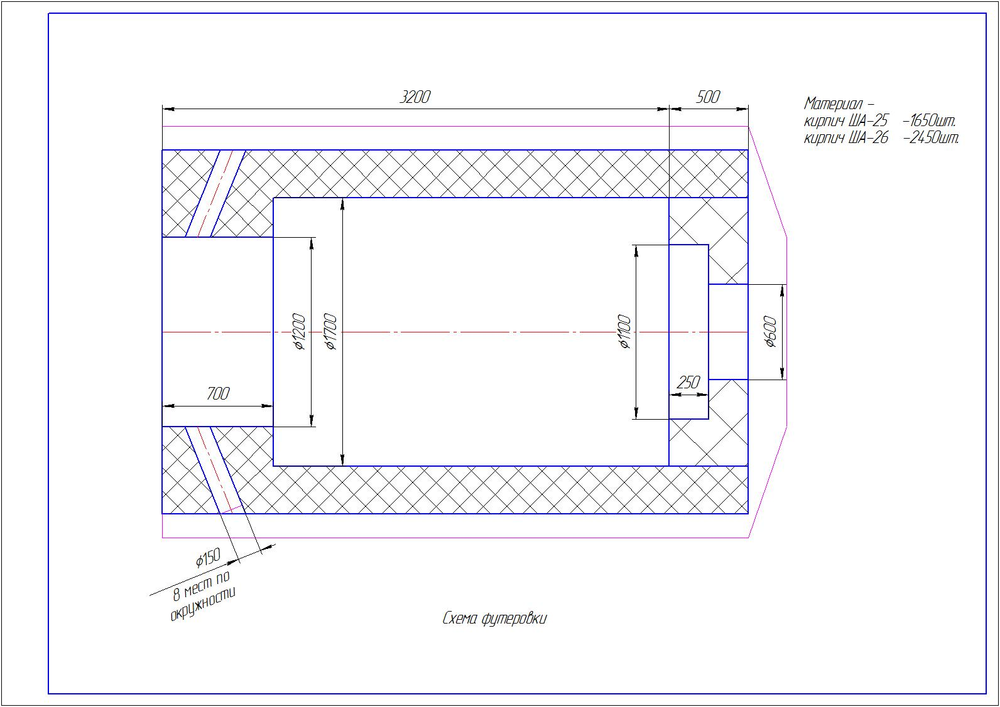 3200
500
Материал –
кирпич ША–25 –1650шт.
кирпич ША–26 –2450шт.
ϕ1200
ϕ1700
ϕ1100
ϕ600
700
250
ϕ150
8 мест по
окружности
Схема футеровки